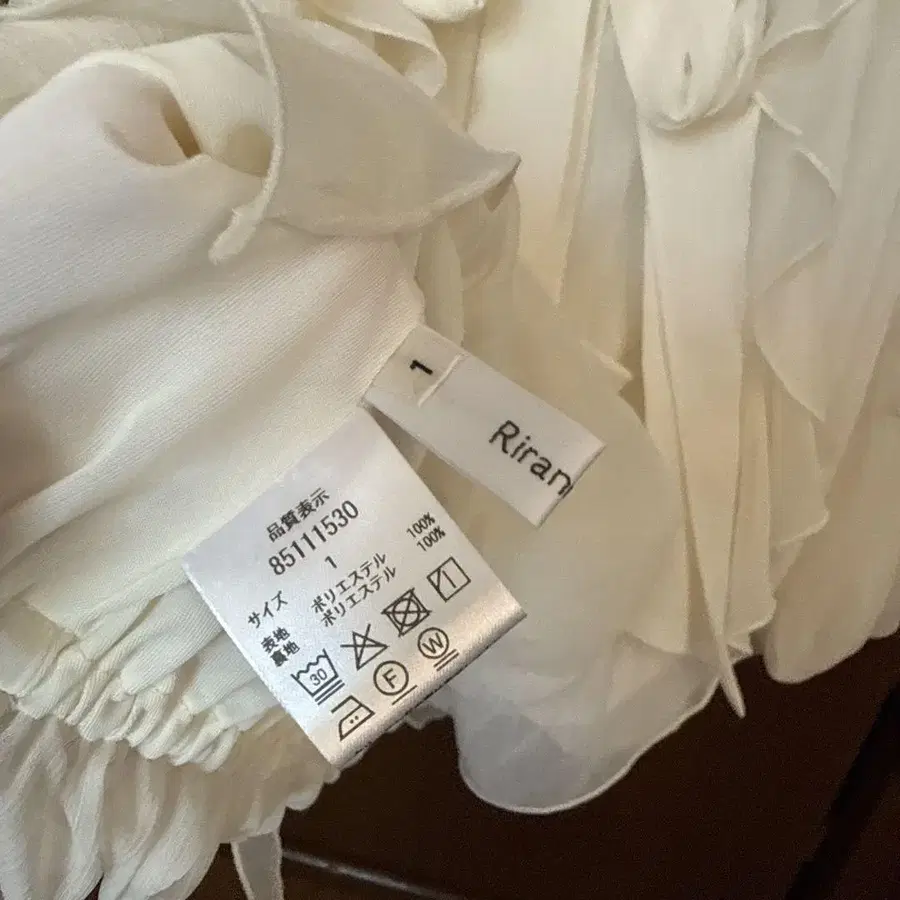 1
Riran
品質表示
85111530
サイズ 1
表地 ポリエステル 100%
裏地 ポリエステル 100%
30
1
F
W